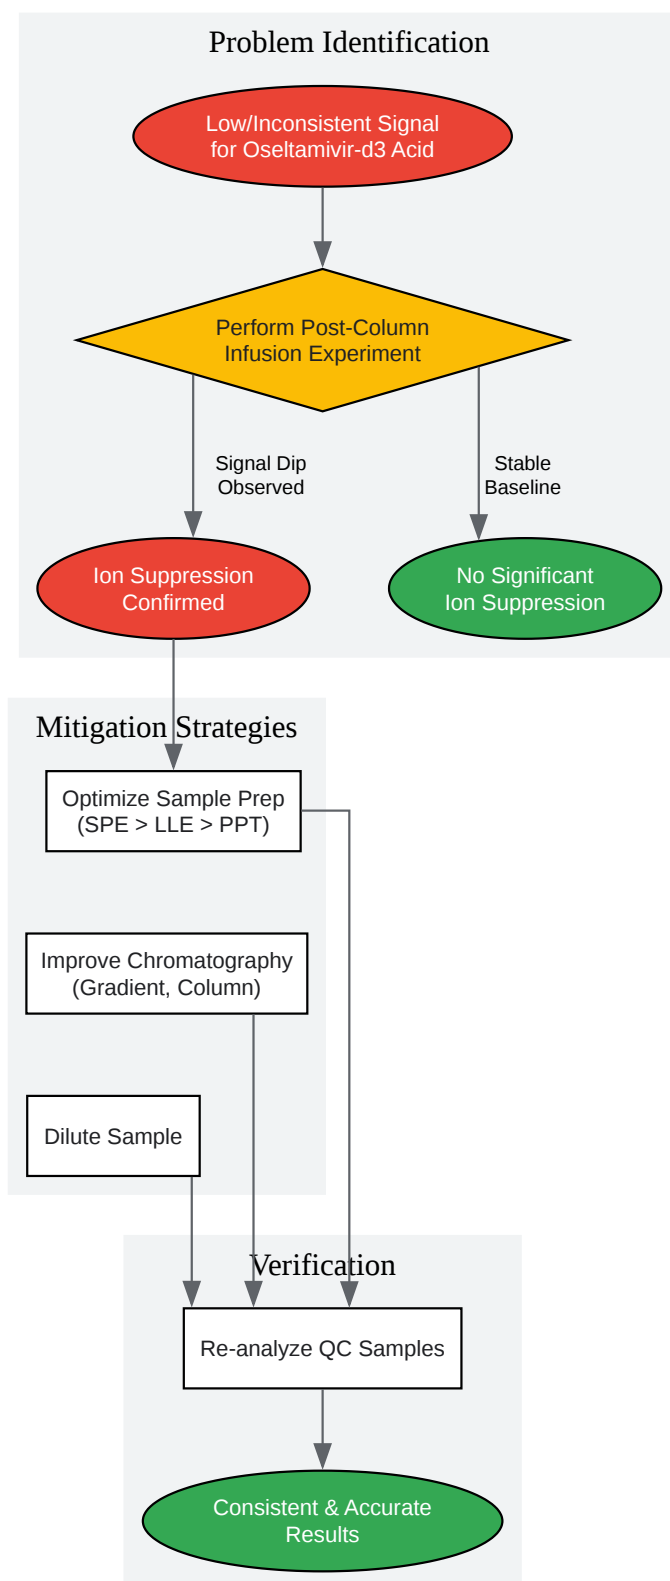 Problem Identification
Low/Inconsistent Signal
for Oseltamivir-d3 Acid
Perform Post-Column
Infusion Experiment
Signal Dip
Observed
Stable
Baseline
Ion Suppression
Confirmed
No Significant
Ion Suppression
Mitigation Strategies
Optimize Sample Prep
(SPE > LLE > PPT)
Improve Chromatography
(Gradient, Column)
Dilute Sample
Verification
Re-analyze QC Samples
Consistent & Accurate
Results